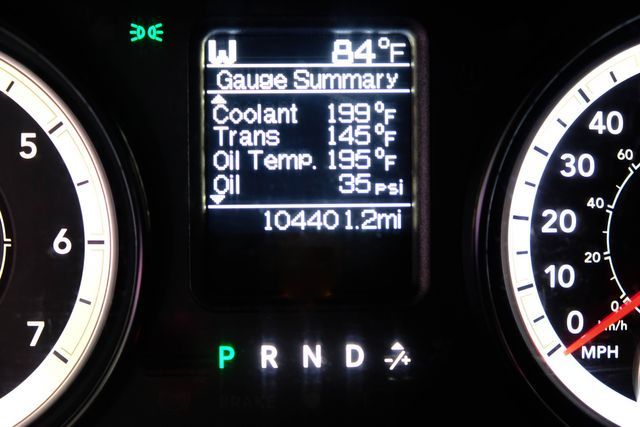 W 84°F
Gauge Summary
Coolant 199°F
Trans 145°F
Oil Temp. 195°F
Oil 35 PSI
104401.2mi
P R N D -/+
5
6
7
40
30
20
10
0
MPH
60
40
20
0
km/h
BRAKE